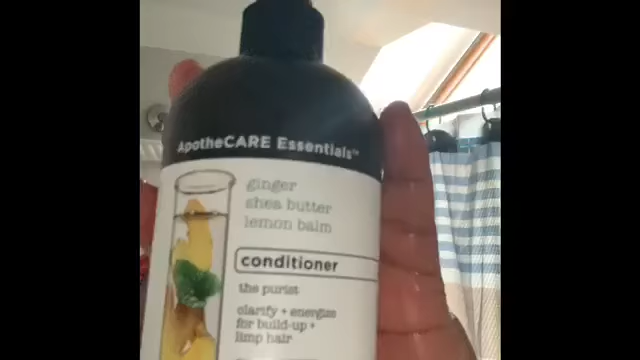 ApotheCARE Essentials™
ginger
shea butter
lemon balm
conditioner
the purist
clarify + energize
for build-up +
limp hair